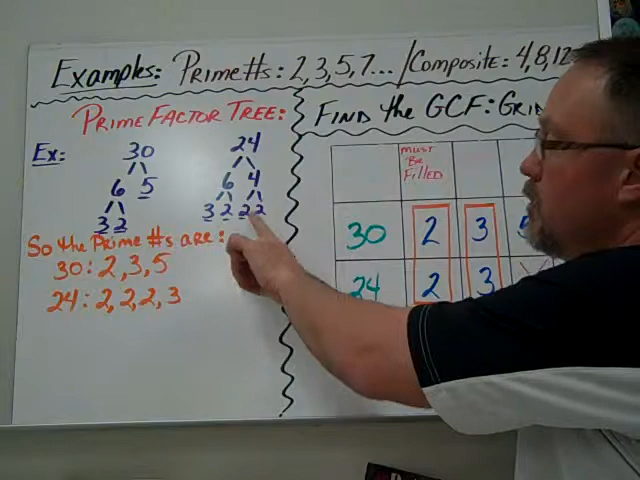 Examples: Prime #s: 2, 3, 5, 7... / Composite: 4, 8, 12
PRIME FACTOR TREE:
Ex:
30
6 5
3 2
24
6 4
3 2 2 2
So the Prime #s are:
30: 2, 3, 5
24: 2, 2, 2, 3
FIND the GCF: GRID
must
Be
FILLED
30 2 3 5
24 2 3